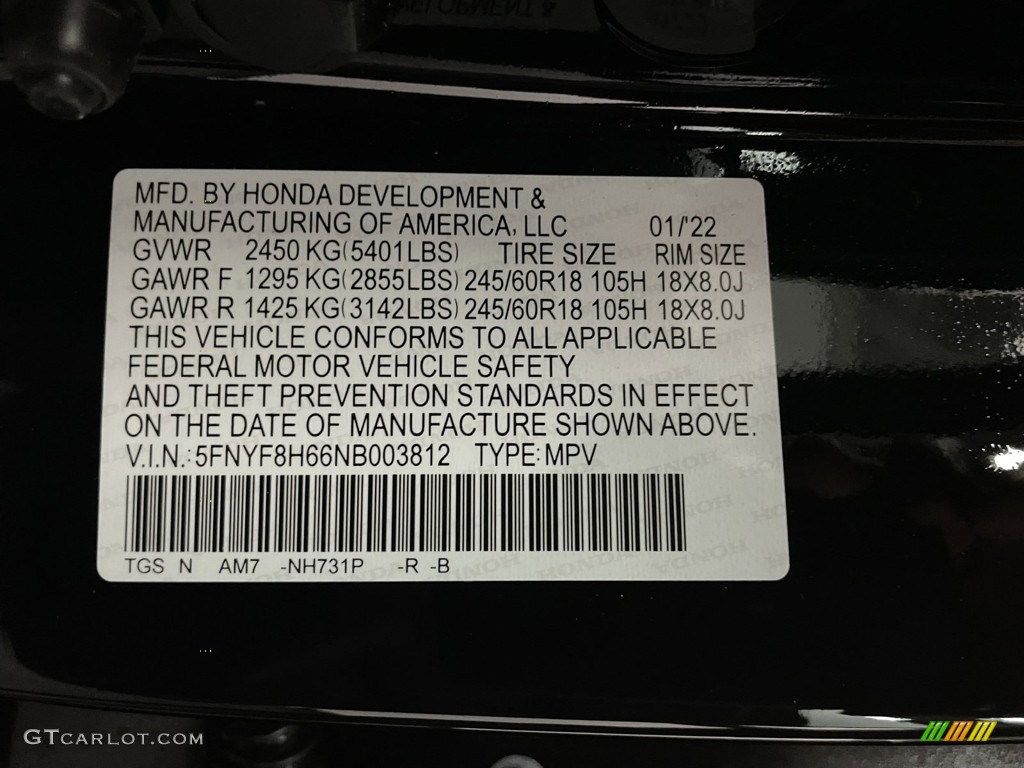 MFD. BY HONDA DEVELOPMENT &
MANUFACTURING OF AMERICA, LLC 01/'22
GVWR 2450 KG(5401LBS) TIRE SIZE RIM SIZE
GAWR F 1295 KG(2855LBS) 245/60R18 105H 18X8.0J
GAWR R 1425 KG(3142LBS) 245/60R18 105H 18X8.0J
THIS VEHICLE CONFORMS TO ALL APPLICABLE
FEDERAL MOTOR VEHICLE SAFETY
AND THEFT PREVENTION STANDARDS IN EFFECT
ON THE DATE OF MANUFACTURE SHOWN ABOVE.
V.I.N.:5FNYF8H66NB003812 TYPE:MPV
TGS N AM7 -NH731P -R -B
GTCARLOT.COM